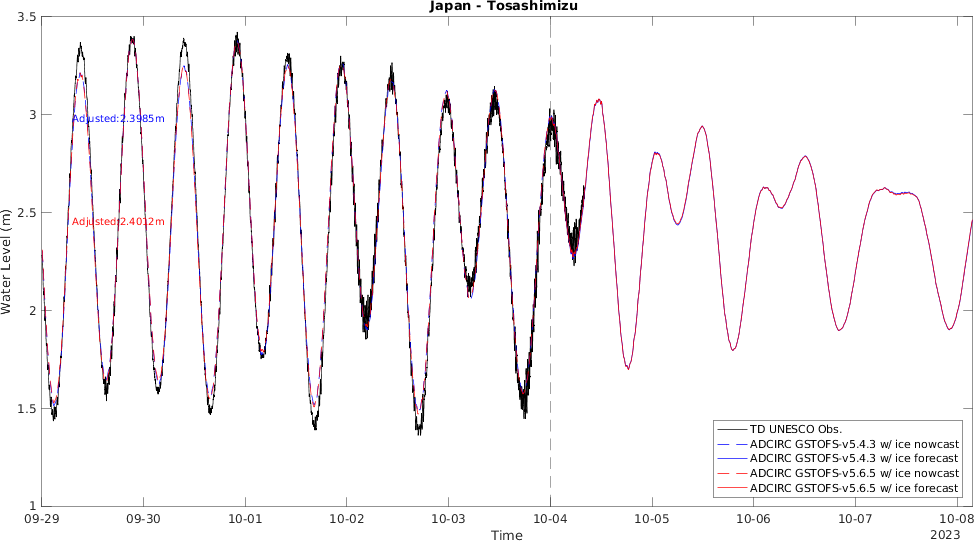 Japan - Tosashimizu
3.5
3
2.5
2
1.5
1
Water Level (m)
Adjusted:2.3985m
Adjusted:2.4012m
TD UNESCO Obs.
ADCIRC GSTOFS-v5.4.3 w/ ice nowcast
ADCIRC GSTOFS-v5.4.3 w/ ice forecast
ADCIRC GSTOFS-v5.6.5 w/ ice nowcast
ADCIRC GSTOFS-v5.6.5 w/ ice forecast
09-29 09-30 10-01 10-02 10-03 10-04 10-05 10-06 10-07 10-08
Time
2023